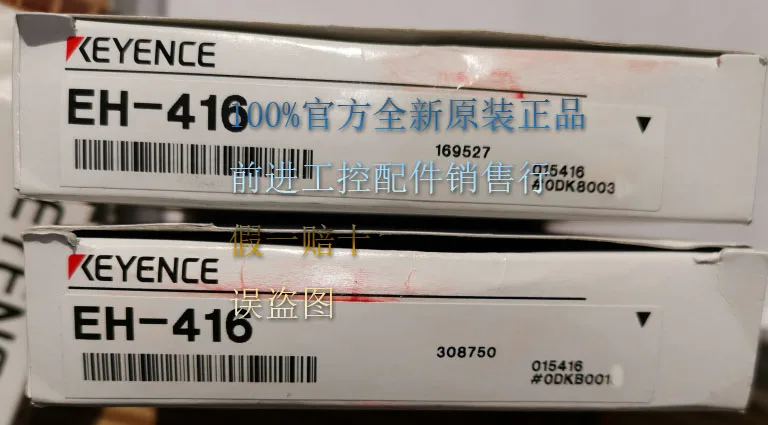 KEYENCE
EH-416
100%官方全新原装正品
169527
前进工控配件销售行
015416
#0DK8003
假一赔十
KEYENCE
误盗图
EH-416
308750
015416
#0DKB001